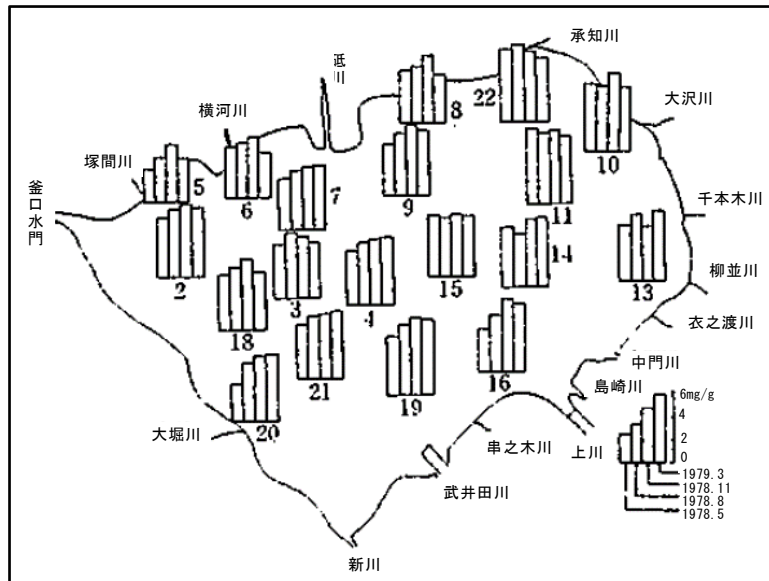 承知川
砥川
大沢川
横河川
塚間川
釜口水門
5
6
7
8
22
9
10
11
千本木川
2
18
3
4
15
14
13
柳並川
衣之渡川
中門川
島崎川
上川
21
19
16
20
大堀川
串之木川
武井田川
新川
6mg/g
4
2
0
1979.3
1978.11
1978.8
1978.5